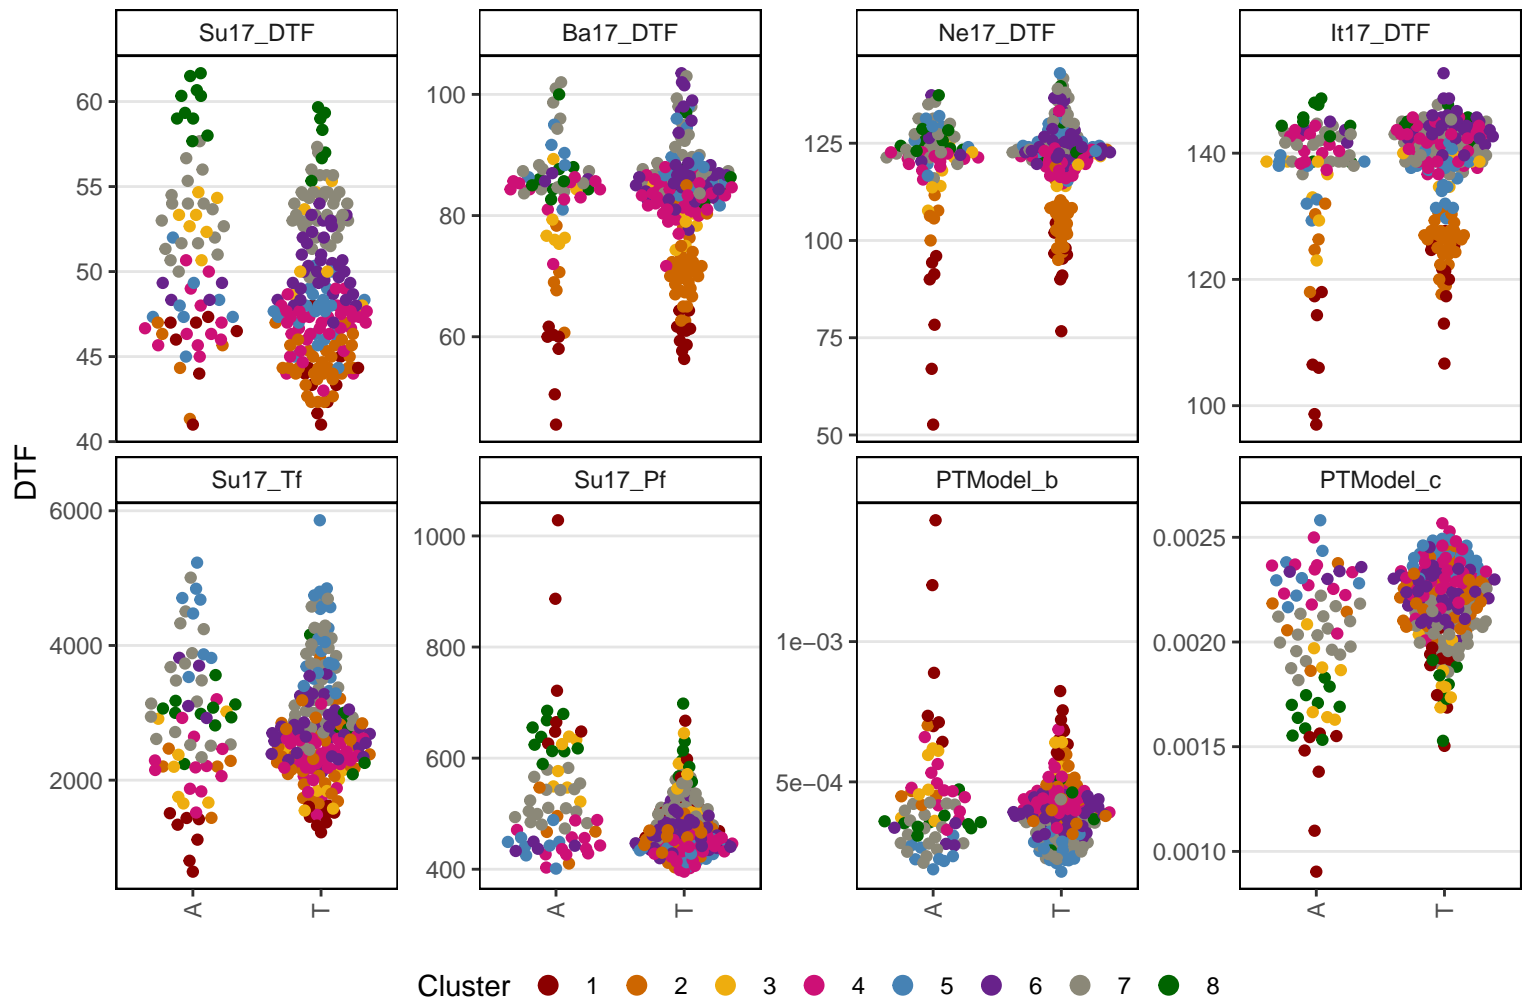 Su17_DTF
Ba17_DTF
Ne17_DTF
It17_DTF
60
55
50
45
40
100
80
60
125
100
75
50
140
120
100
DTF
Su17_Tf
Su17_Pf
PTModel_b
PTModel_c
6000
4000
2000
1000
800
600
400
1e−03
5e−04
0.0025
0.0020
0.0015
0.0010
A
T
A
T
A
T
A
T
Cluster 1 2 3 4 5 6 7 8